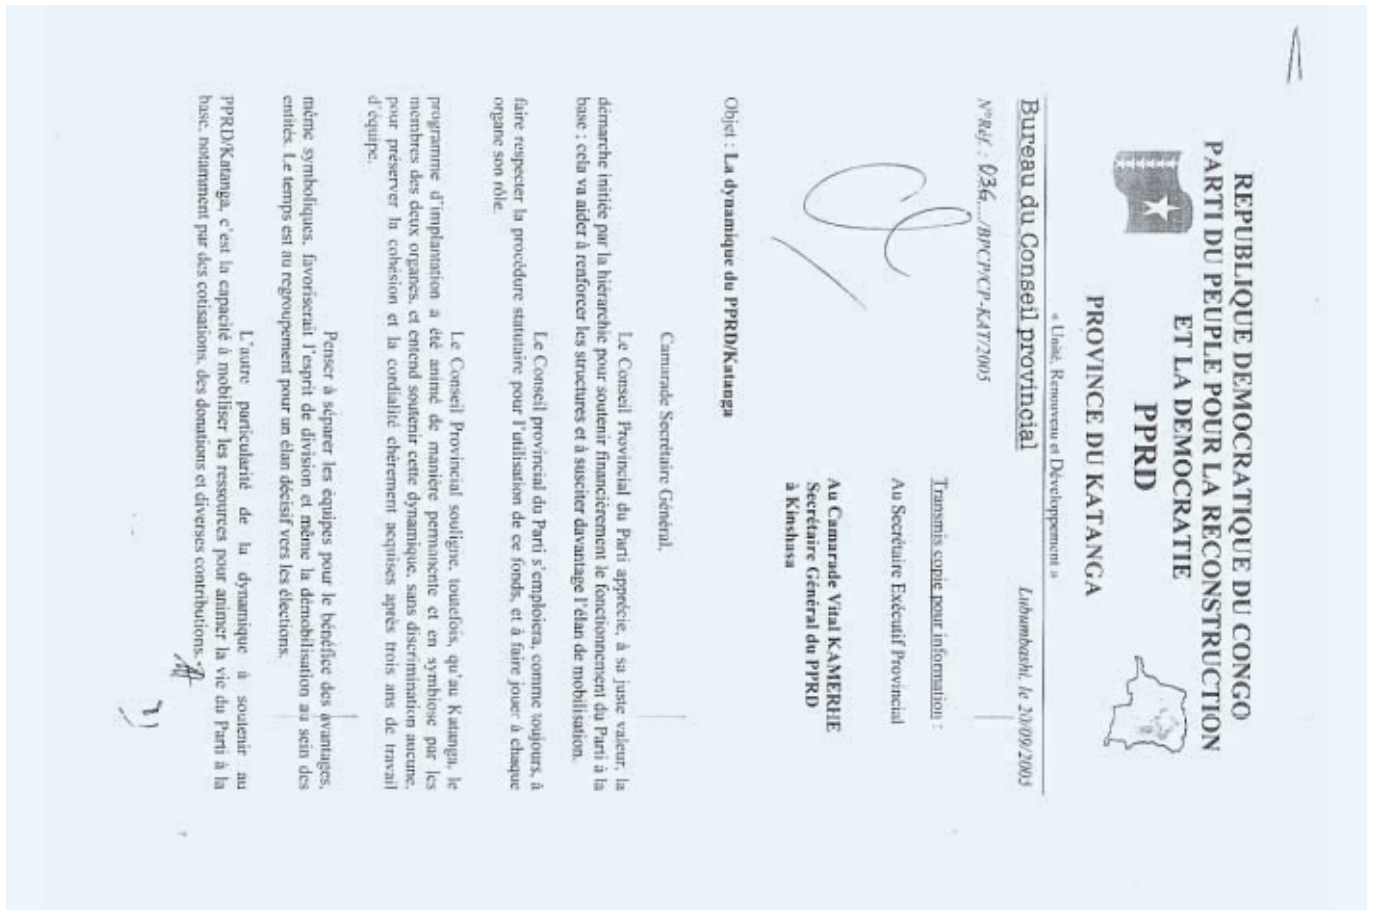 REPUBLIQUE DEMOCRATIQUE DU CONGO
PARTI DU PEUPLE POUR LA RECONSTRUCTION
ET LA DEMOCRATIE
PPRD
PROVINCE DU KATANGA
« Unité, Renouveau et Développement »
Bureau du Conseil provincial
Lubumbashi, le 20/09/2005
N°Réf. : 036.../BPCP/CP-KAT/2005
Transmis copie pour information :
Au Secrétaire Exécutif Provincial
Au Camarade Vital KAMERHE
Secrétaire Général du PPRD
à Kinshasa
Objet : La dynamique du PPRD/Katanga
Camarade Secrétaire Général,
Le Conseil Provincial du Parti apprécie, à sa juste valeur, la
démarche initiée par la hiérarchie pour soutenir financièrement le fonctionnement du Parti à la
base ; cela va aider à renforcer les structures et à susciter davantage l'élan de mobilisation.
Le Conseil provincial du Parti s'emploiera, comme toujours, à
faire respecter la procédure statutaire pour l'utilisation de ce fonds, et à faire jouer à chaque
organe son rôle.
Le Conseil Provincial souligne, toutefois, qu'au Katanga, le
programme d'implantation a été animé de manière permanente et en symbiose par les
membres des deux organes, et entend soutenir cette dynamique, sans discrimination aucune,
pour préserver la cohésion et la cordialité chèrement acquises après trois ans de travail
d'équipe.
Penser à séparer les équipes pour le bénéfice des avantages,
même symboliques, favoriserait l'esprit de division et même la démobilisation au sein des
entités. Le temps est au regroupement pour un élan décisif vers les élections.
L'autre particularité de la dynamique à soutenir au
PPRD/Katanga, c'est la capacité à mobiliser les ressources pour animer la vie du Parti à la
base, notamment par des cotisations, des donations et diverses contributions.